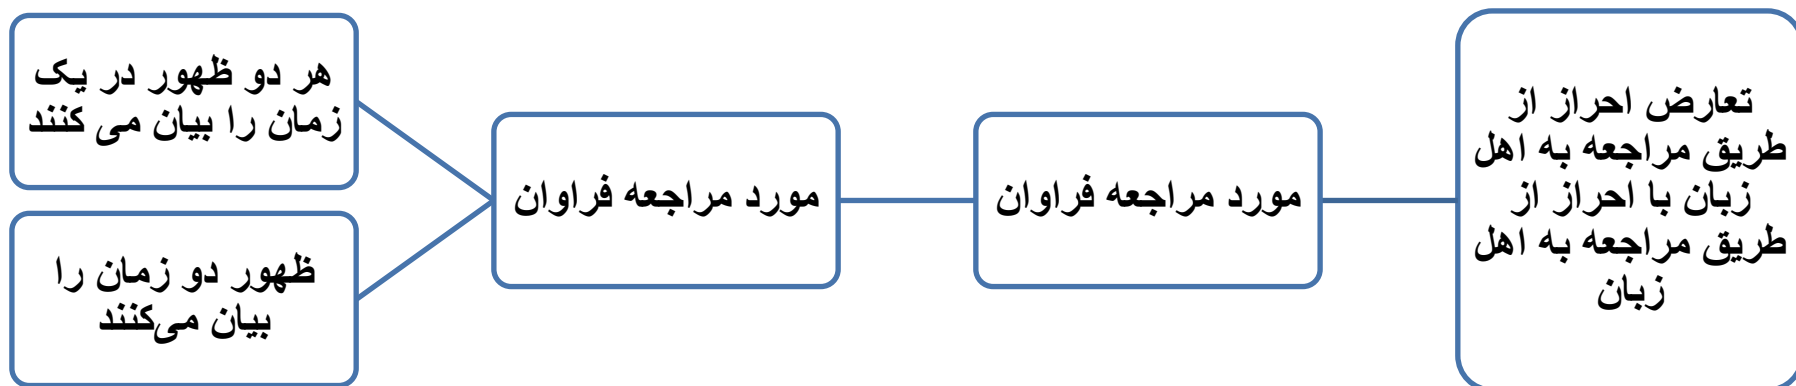 تعارض احراز از
طریق مراجعه به اهل
زبان با احراز از
طریق مراجعه به اهل
زبان
مورد مراجعه فراوان
مورد مراجعه فراوان
هر دو ظهور در یک
زمان را بیان می کنند
ظهور دو زمان را
بیان می‌کنند